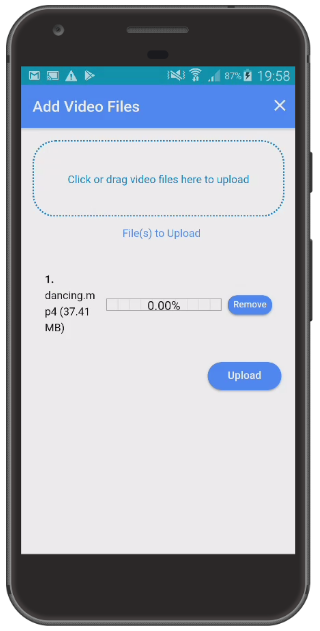 87% 19:58
Add Video Files
Click or drag video files here to upload
File(s) to Upload
1.
dancing.m
p4 (37.41
MB)
0.00%
Remove
Upload